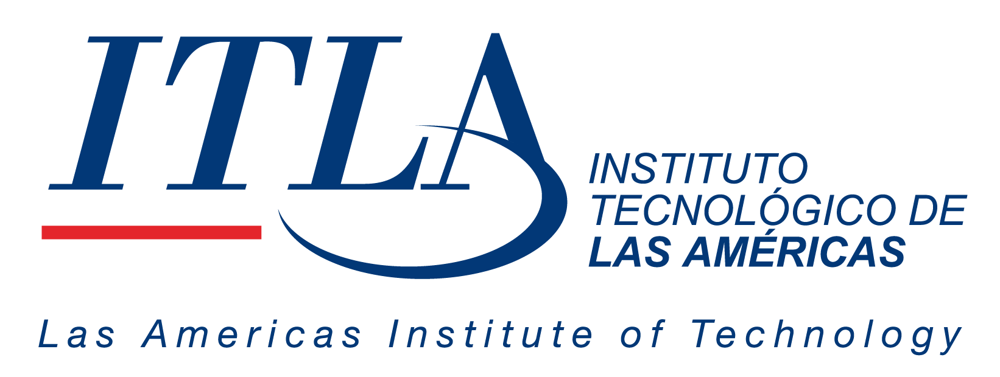 ITLA
INSTITUTO
TECNOLÓGICO DE
LAS AMÉRICAS
Las Americas Institute of Technology